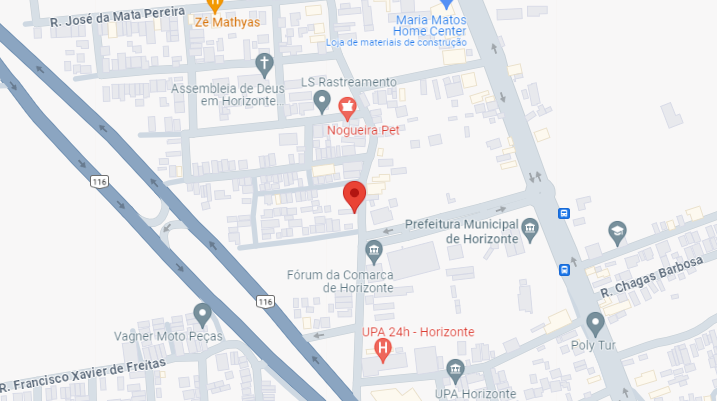 R. José da Mata Pereira
Zé Mathyas
Maria Matos
Home Center
Loja de materiais de construção
Assembleia de Deus
em Horizonte
LS Rastreamento
Nogueira Pet
116
Prefeitura Municipal
de Horizonte
Fórum da Comarca
de Horizonte
R. Chagas Barbosa
116
Vagner Moto Peças
UPA 24h - Horizonte
H
Poly Tur
R. Francisco Xavier de Freitas
UPA Horizonte